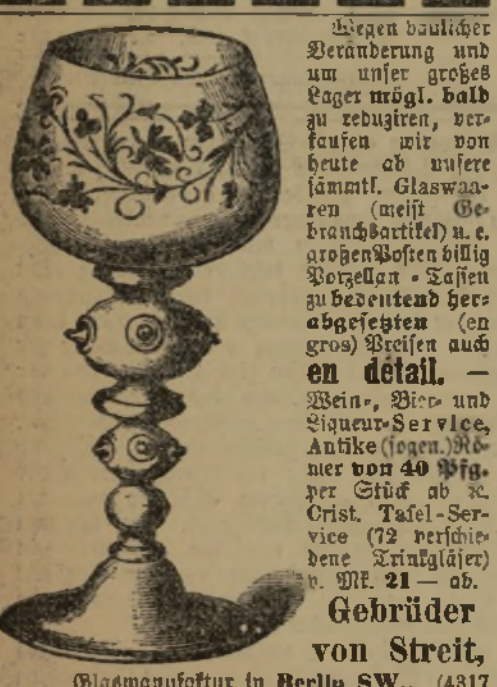 Wegen baulicher
Veränderung und
um unser großes
Lager mögl. bald
zu reduziren, ver-
kaufen wir von
heute ab unsere
sämmtl. Glaswaa-
ren (meist Ge-
brauchsartikel) u. e.
großen Posten billig
Porzellan-Tassen
zu bedeutend her-
abgesetzten (en
gros) Preisen auch
en détail. —
Wein-, Bier- und
Liqueur-Service,
Antike (sogen.) Rö-
mer von 40 Pfg.
per Stück ab ꝛc.
Crist. Tafel-Ser-
vice (72 verschie-
dene Trinkgläser)
v. Mk. 21 — ab.
Gebrüder
von Streit,
Glasmanufaktur in Berlin SW., (4317